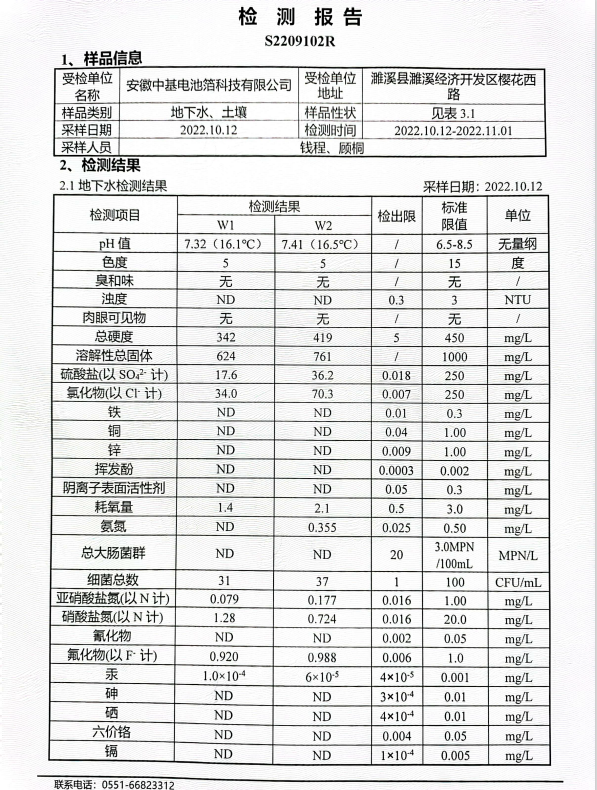 检 测 报 告
S2209102R
1、样品信息
受检单位名称 安徽中基电池箔科技有限公司 受检单位地址 濉溪县濉溪经济开发区樱花西路
样品类别 地下水、土壤 样品性状 见表 3.1
采样日期 2022.10.12 检测时间 2022.10.12-2022.11.01
采样人员 钱程、顾桐
2、检测结果
2.1 地下水检测结果 采样日期：2022.10.12
检测项目 检测结果 检出限 标准限值 单位
W1 W2
pH 值 7.32（16.1℃） 7.41（16.5℃） / 6.5-8.5 无量纲
色度 5 5 / 15 度
臭和味 无 无 / 无 /
浊度 ND ND 0.3 3 NTU
肉眼可见物 无 无 / 无 /
总硬度 342 419 5 450 mg/L
溶解性总固体 624 761 / 1000 mg/L
硫酸盐(以 SO₄²⁻ 计) 17.6 36.2 0.018 250 mg/L
氯化物(以 Cl⁻ 计) 34.0 70.3 0.007 250 mg/L
铁 ND ND 0.01 0.3 mg/L
铜 ND ND 0.04 1.00 mg/L
锌 ND ND 0.009 1.00 mg/L
挥发酚 ND ND 0.0003 0.002 mg/L
阴离子表面活性剂 ND ND 0.05 0.3 mg/L
耗氧量 1.4 2.1 0.5 3.0 mg/L
氨氮 ND 0.355 0.025 0.50 mg/L
总大肠菌群 ND ND 20 3.0MPN/100mL MPN/L
细菌总数 31 37 1 100 CFU/mL
亚硝酸盐氮(以 N 计) 0.079 0.177 0.016 1.00 mg/L
硝酸盐氮(以 N 计) 1.28 0.724 0.016 20.0 mg/L
氰化物 ND ND 0.002 0.05 mg/L
氟化物(以 F⁻ 计) 0.920 0.988 0.006 1.0 mg/L
汞 1.0×10⁻⁴ 6×10⁻⁵ 4×10⁻⁵ 0.001 mg/L
砷 ND ND 3×10⁻⁴ 0.01 mg/L
硒 ND ND 4×10⁻⁴ 0.01 mg/L
六价铬 ND ND 0.004 0.05 mg/L
镉 ND ND 1×10⁻⁴ 0.005 mg/L
联系电话：0551-66823312